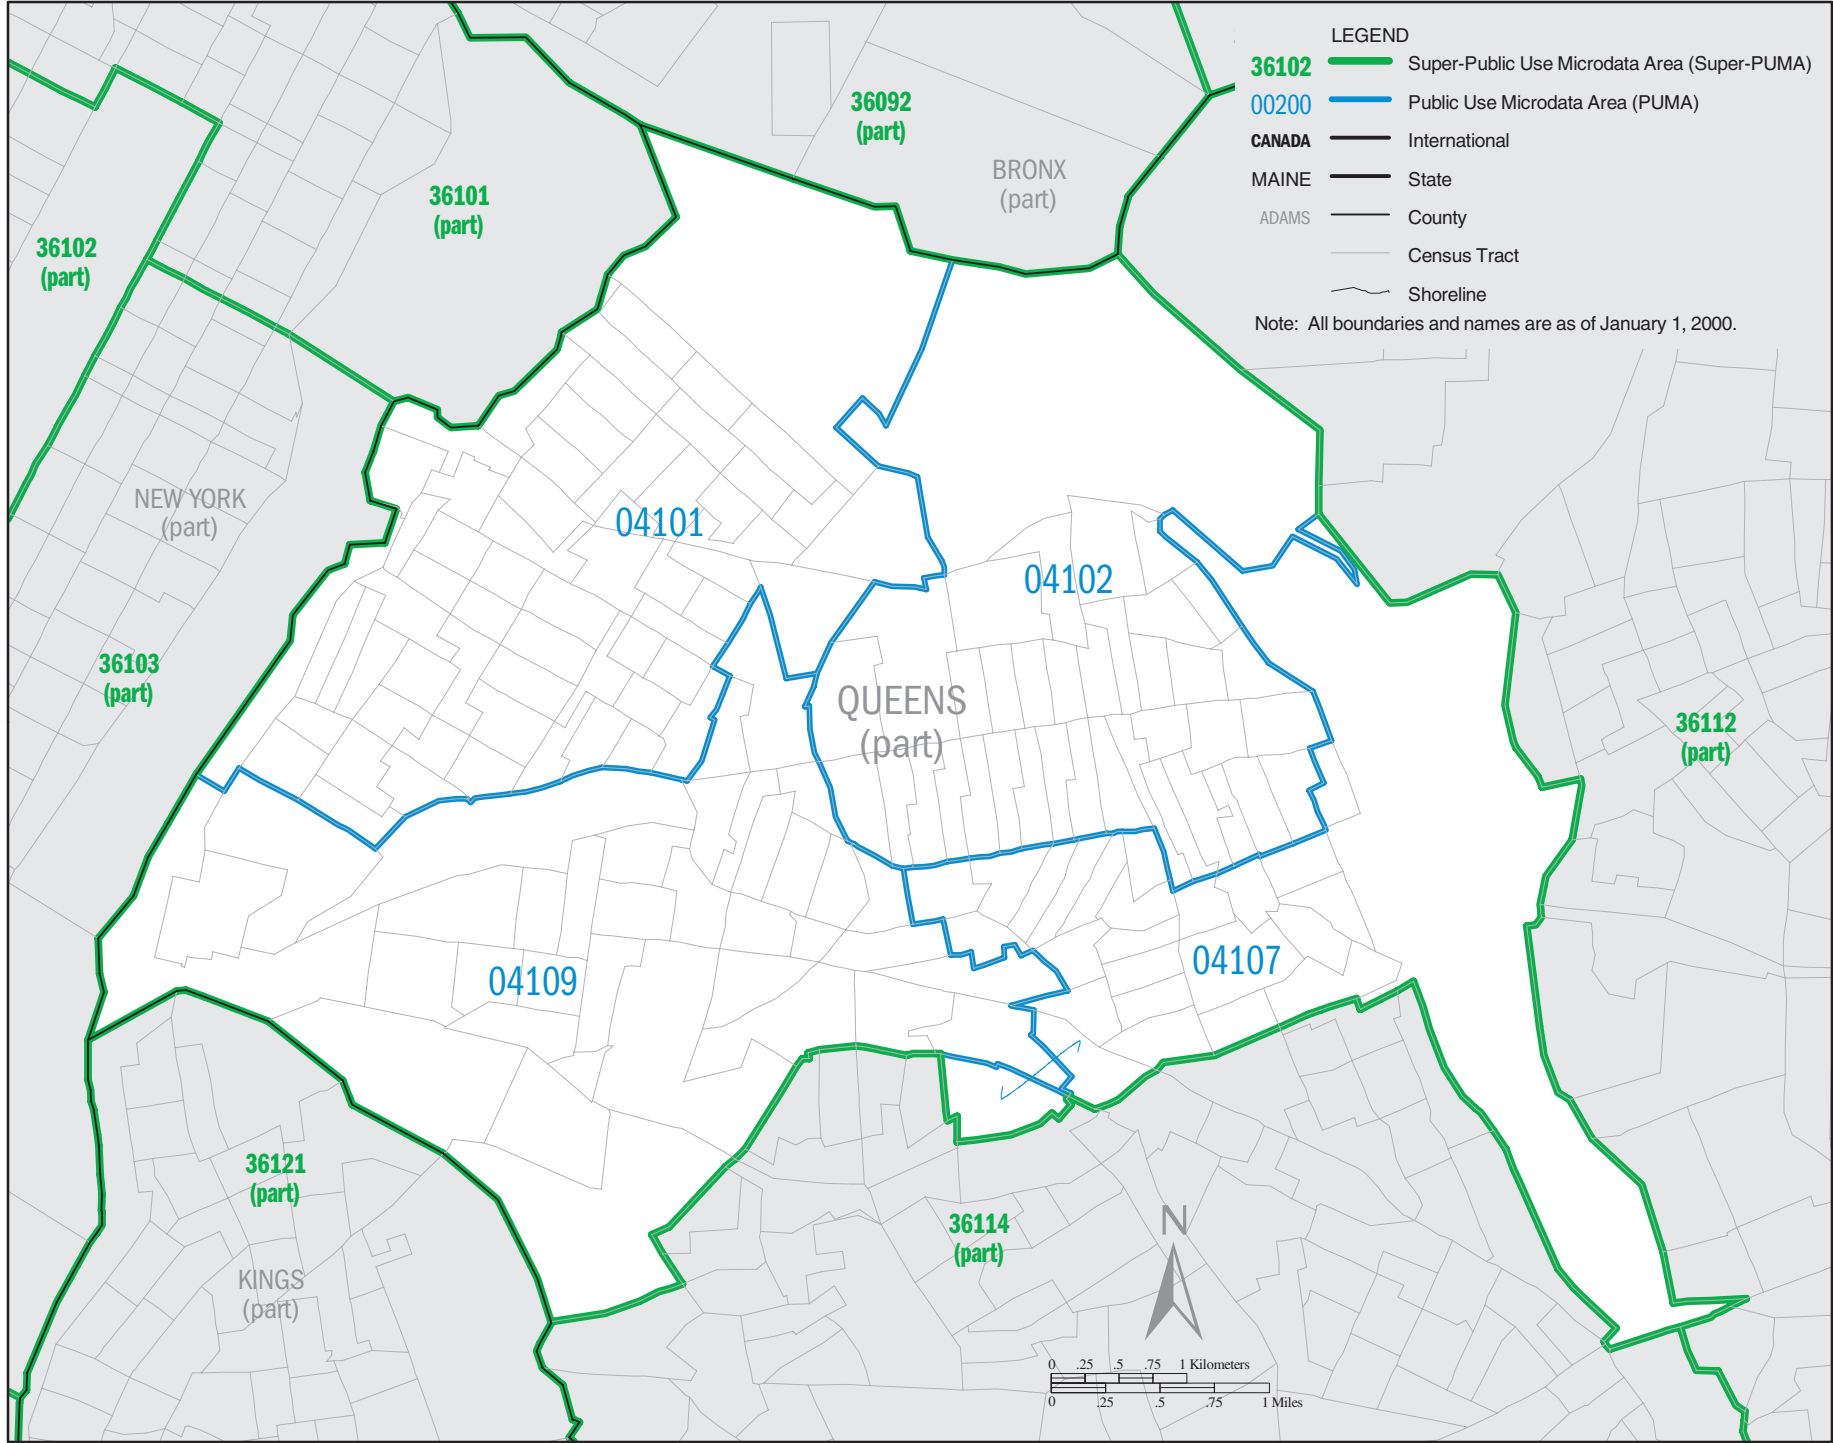 LEGEND
36102 Super-Public Use Microdata Area (Super-PUMA)
00200 Public Use Microdata Area (PUMA)
CANADA International
MAINE State
ADAMS County
Census Tract
Shoreline
Note: All boundaries and names are as of January 1, 2000.
36092
(part)
BRONX
(part)
36101
(part)
36102
(part)
NEW YORK
(part)
04101
04102
36103
(part)
QUEENS
(part)
36112
(part)
04107
04109
36121
(part)
36114
(part)
N
KINGS
(part)
0 .25 .5 .75 1 Kilometers
0 .25 .5 .75 1 Miles